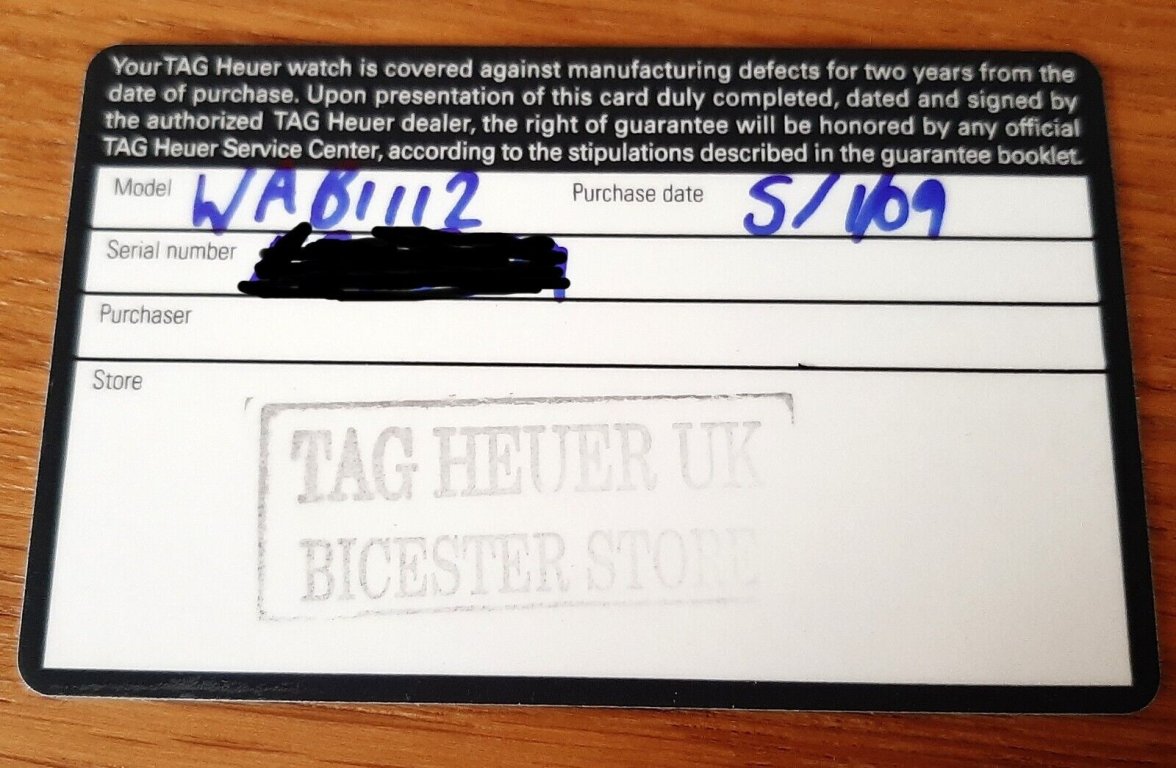 Your TAG Heuer watch is covered against manufacturing defects for two years from the
date of purchase. Upon presentation of this card duly completed, dated and signed by
the authorized TAG Heuer dealer, the right of guarantee will be honored by any official
TAG Heuer Service Center, according to the stipulations described in the guarantee booklet.
Model WAB1112 Purchase date 5/1/09
Serial number
Purchaser
Store
TAG HEUER UK
BICESTER STORE